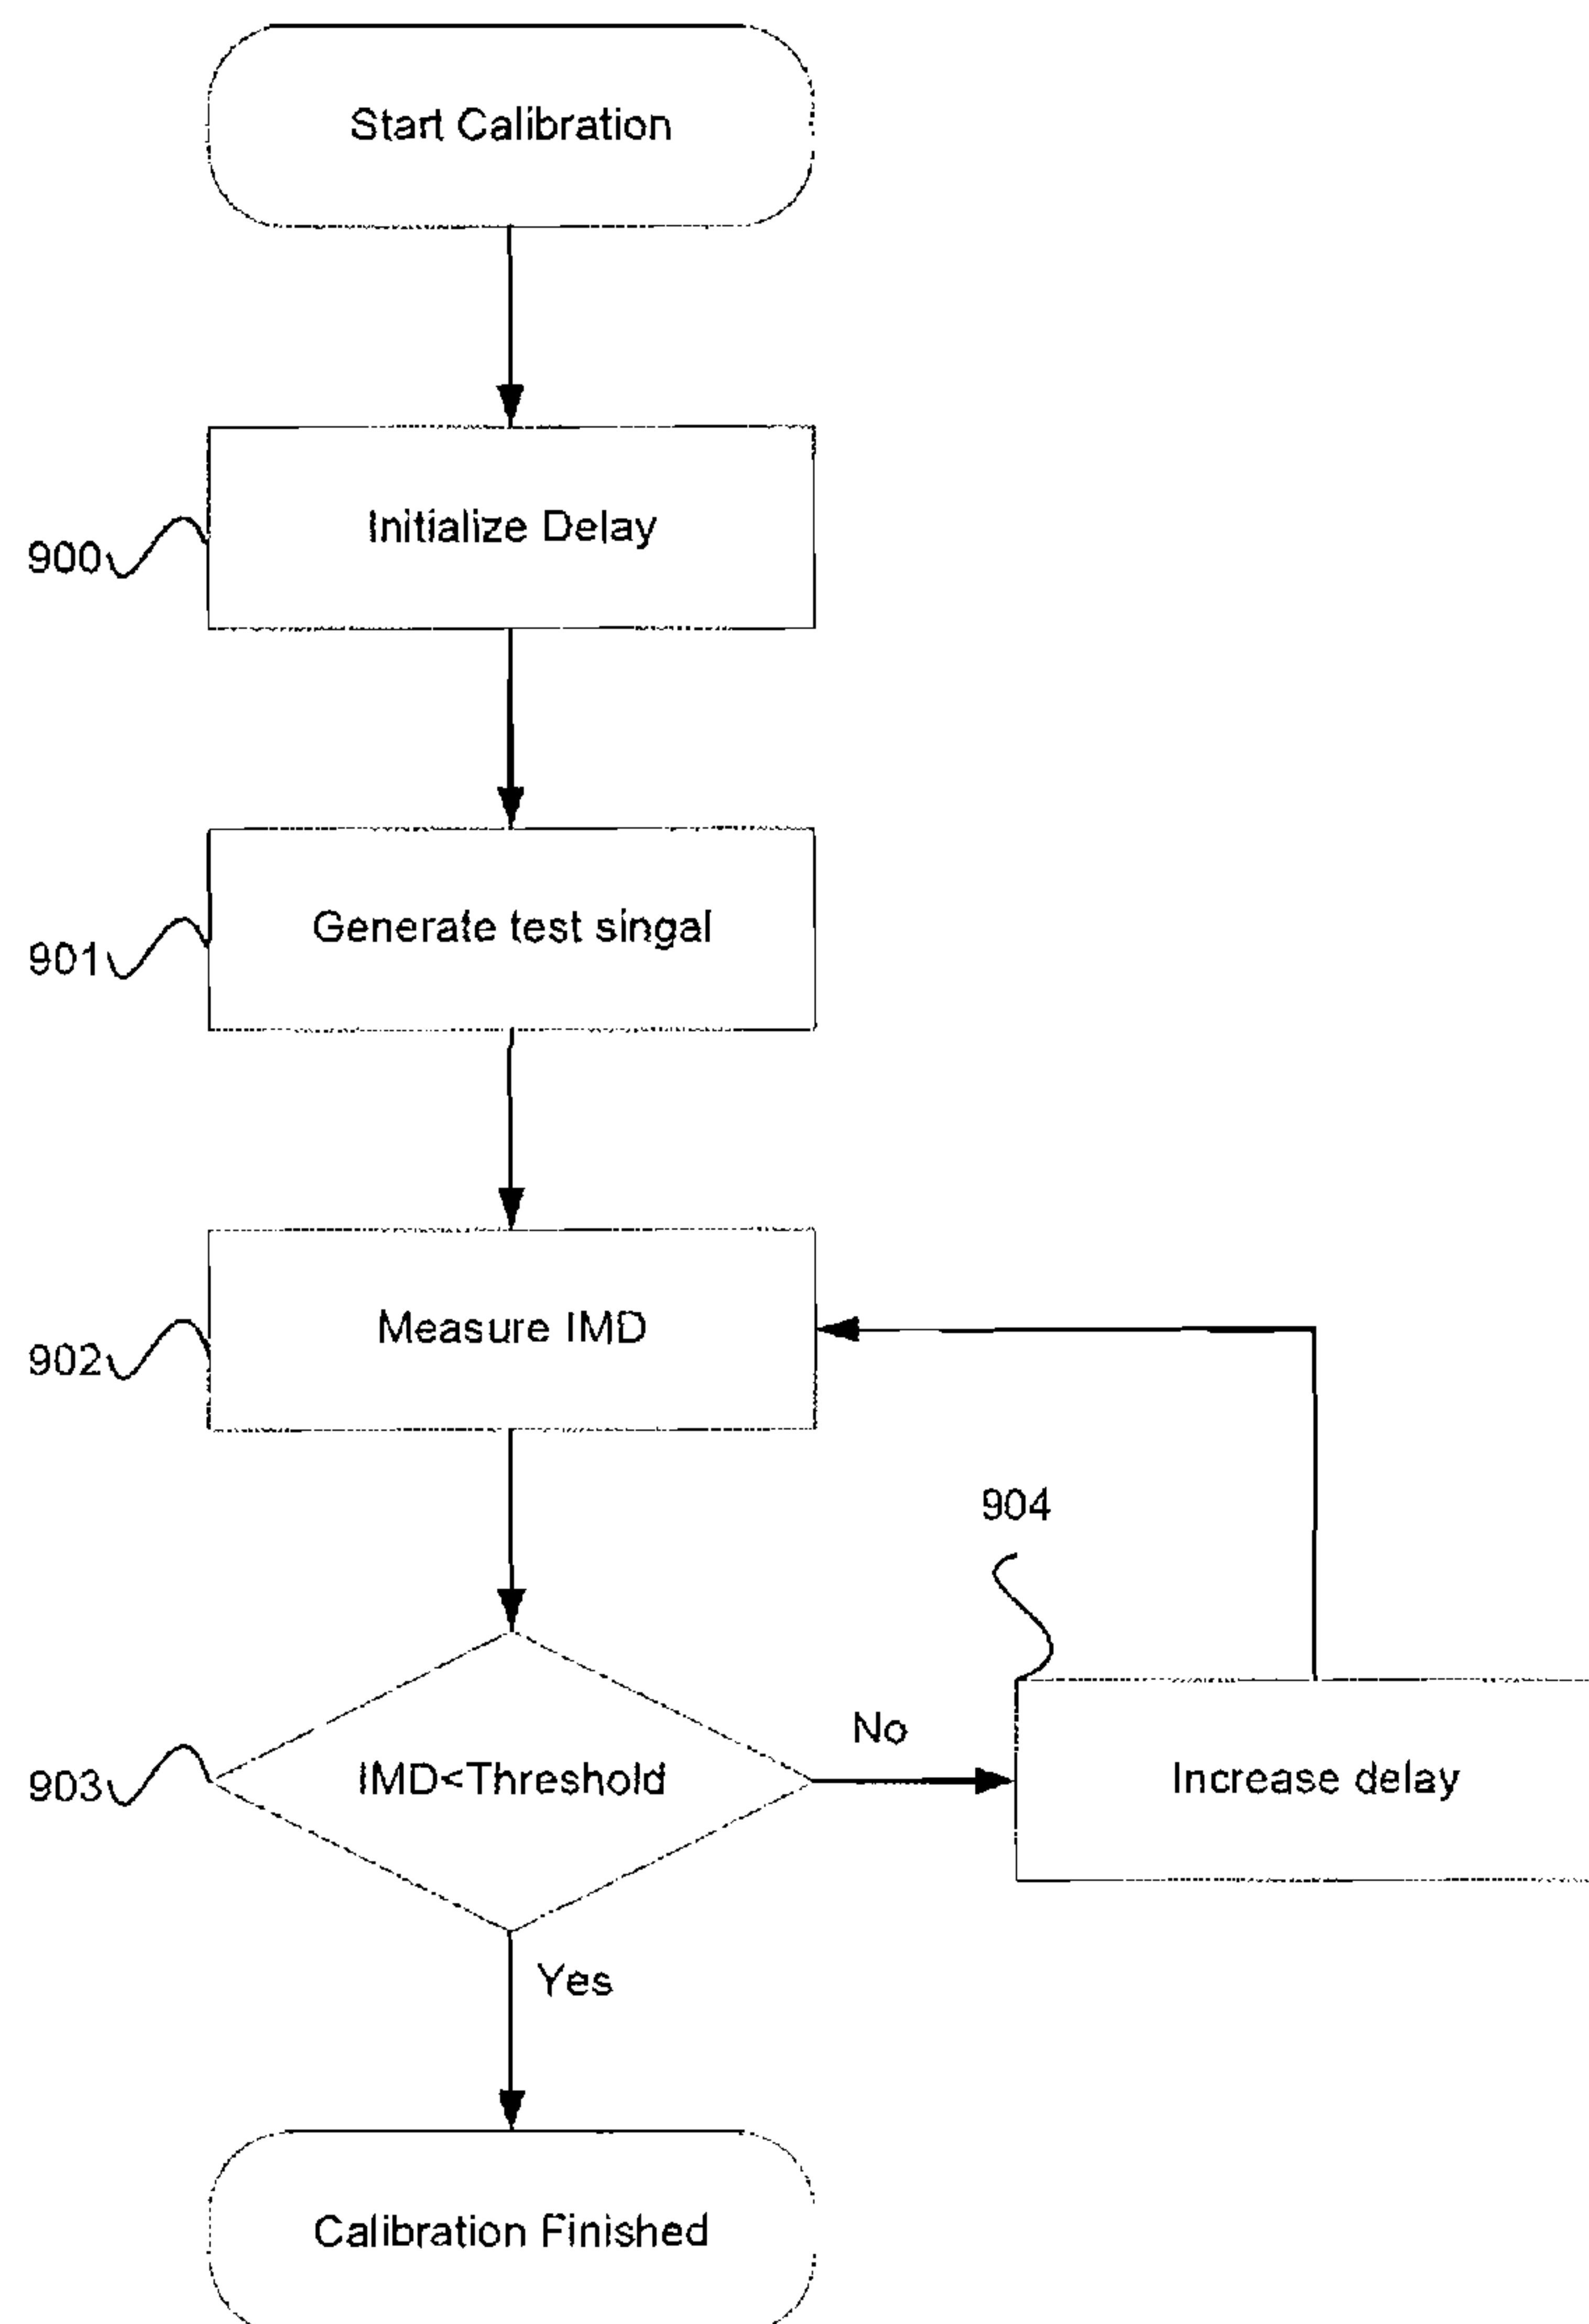 Start Calibration
900
Initialize Delay
901
Generate test singal
902
Measure IMD
904
903
IMD<Threshold
No
Increase delay
Yes
Calibration Finished